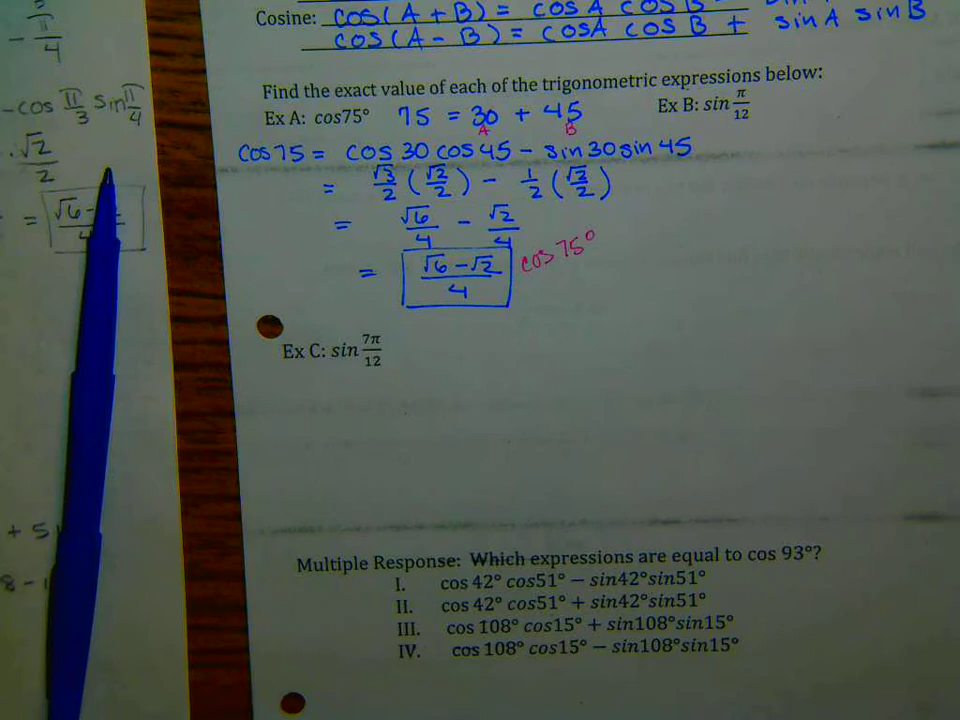 π
- —
4
-cos π/3 sin π/4
· √2/2
= √6 -
4
+ 5
8 - 1
Cosine: cos(A + B) = cos A cos B
cos(A - B) = cosA cos B + sin A sin B
Find the exact value of each of the trigonometric expressions below:
Ex A: cos75° 75 = 30 + 45 Ex B: sin π/12
A B
cos 75 = cos 30 cos 45 - sin 30 sin 45
= √3/2 (√2/2) - 1/2 (√2/2)
= √6/4 - √2/4
= √6 - √2 / 4 cos 75°
Ex C: sin 7π/12
Multiple Response: Which expressions are equal to cos 93°?
I. cos 42° cos51° − sin42°sin51°
II. cos 42° cos51° + sin42°sin51°
III. cos 108° cos15° + sin108°sin15°
IV. cos 108° cos15° − sin108°sin15°